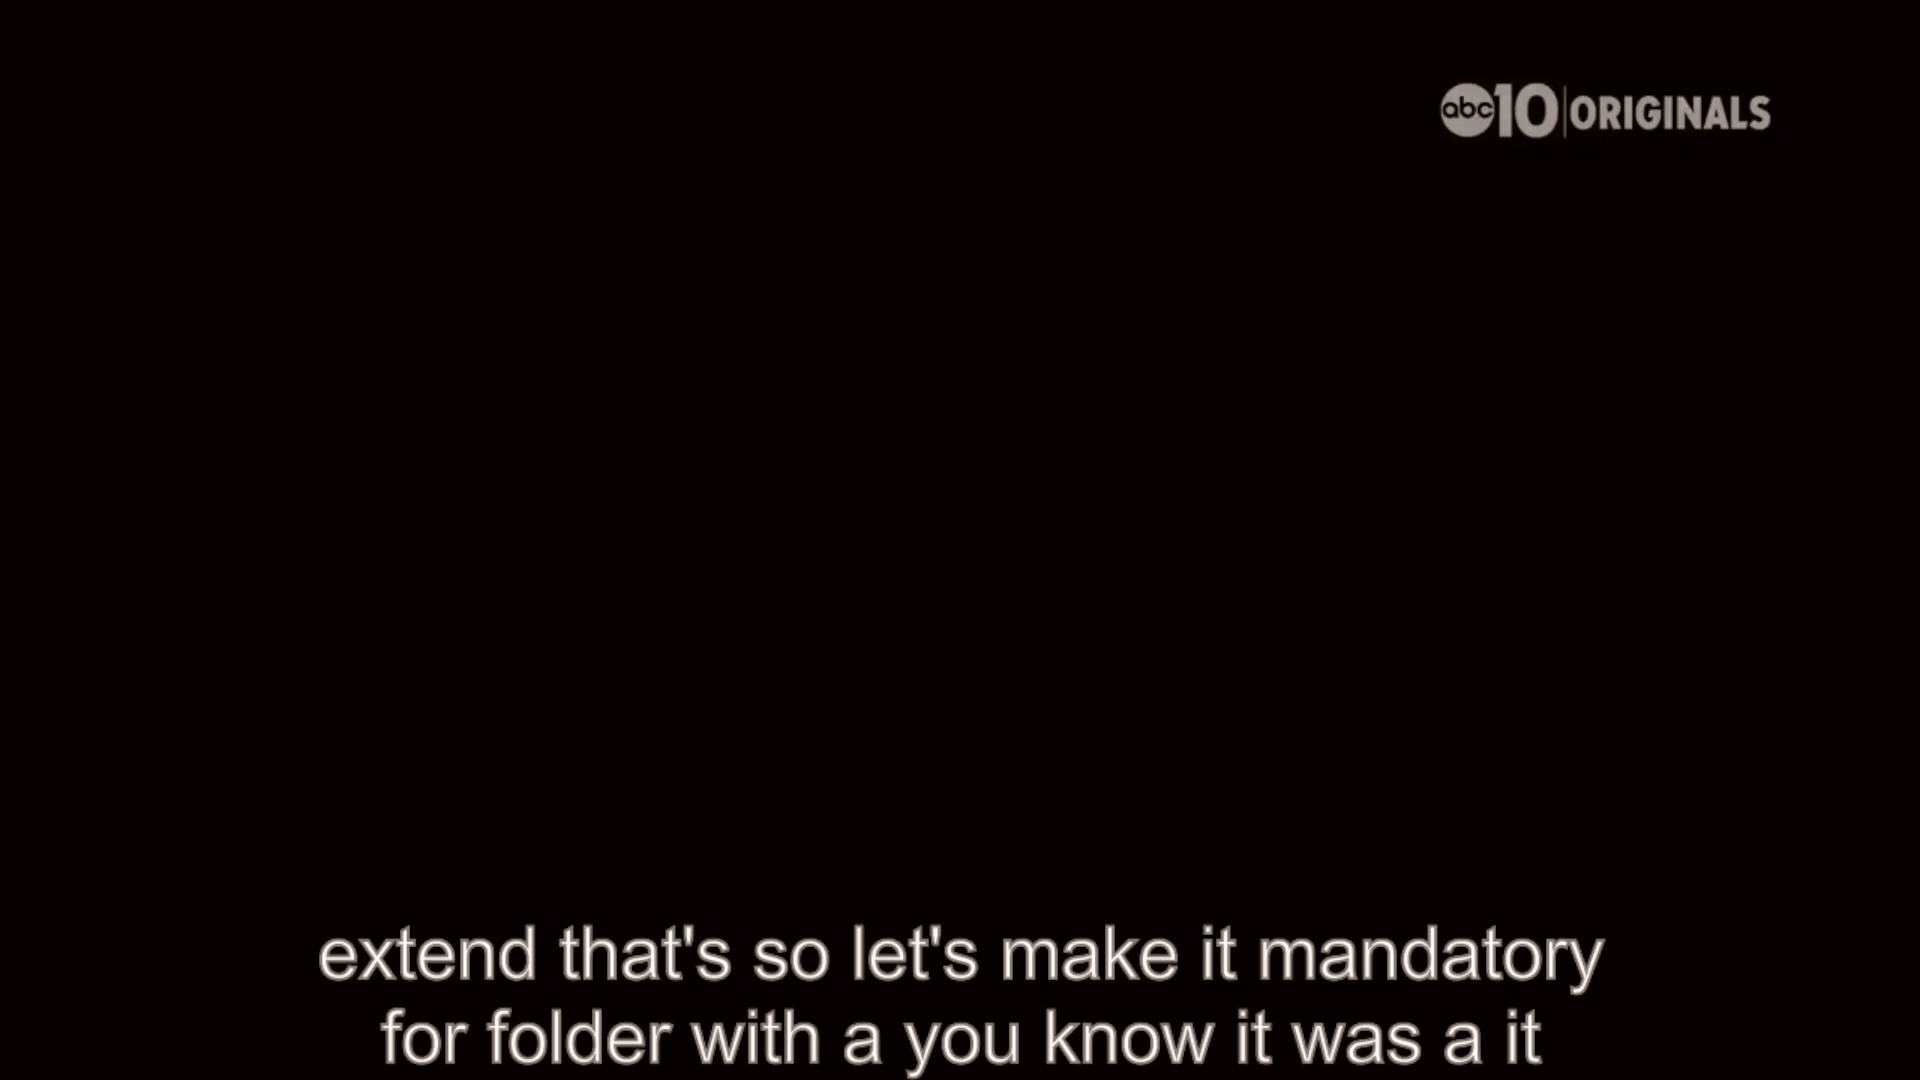 abc10 | ORIGINALS
extend that's so let's make it mandatory
for folder with a you know it was a it